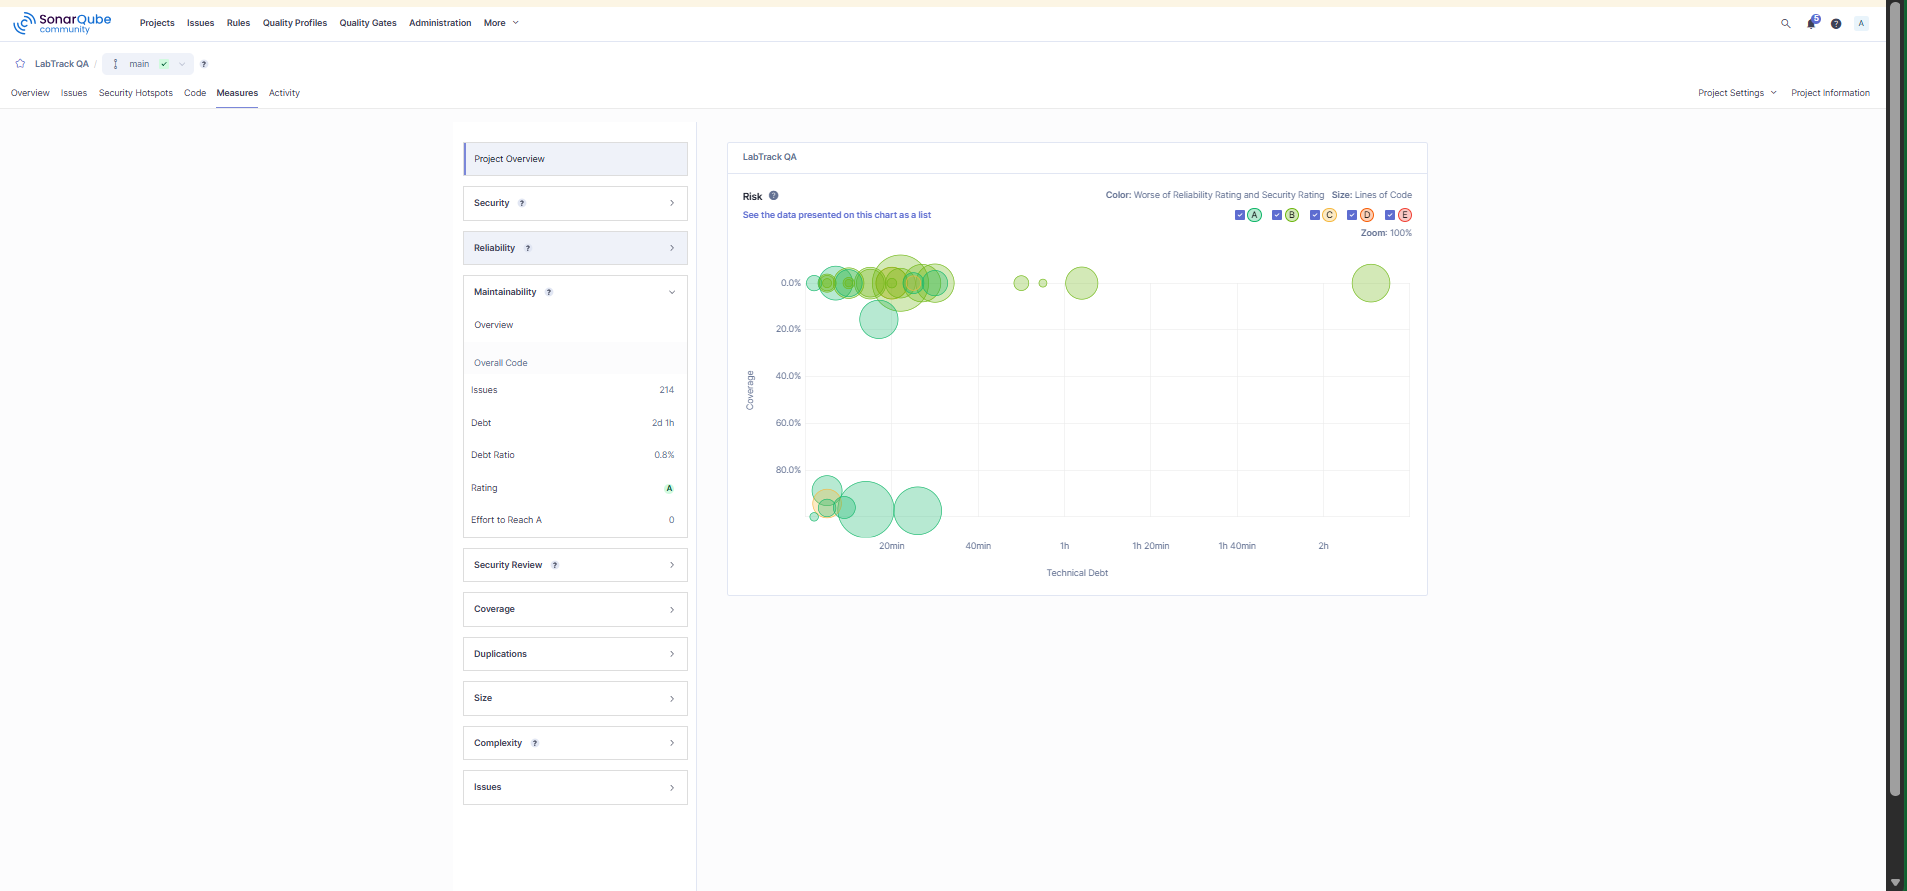 SonarQube community
Projects Issues Rules Quality Profiles Quality Gates Administration More
5
?
A
LabTrack QA / main ?
Overview Issues Security Hotspots Code Measures Activity
Project Settings Project Information
Project Overview
Security ?
Reliability ?
Maintainability ?
Overview
Overall Code
Issues 214
Debt 2d 1h
Debt Ratio 0.8%
Rating A
Effort to Reach A 0
Security Review ?
Coverage
Duplications
Size
Complexity ?
Issues
LabTrack QA
Risk ?
Color: Worse of Reliability Rating and Security Rating Size: Lines of Code
See the data presented on this chart as a list
A B C D E
Zoom: 100%
0.0%
20.0%
40.0%
60.0%
80.0%
Coverage
20min 40min 1h 1h 20min 1h 40min 2h
Technical Debt